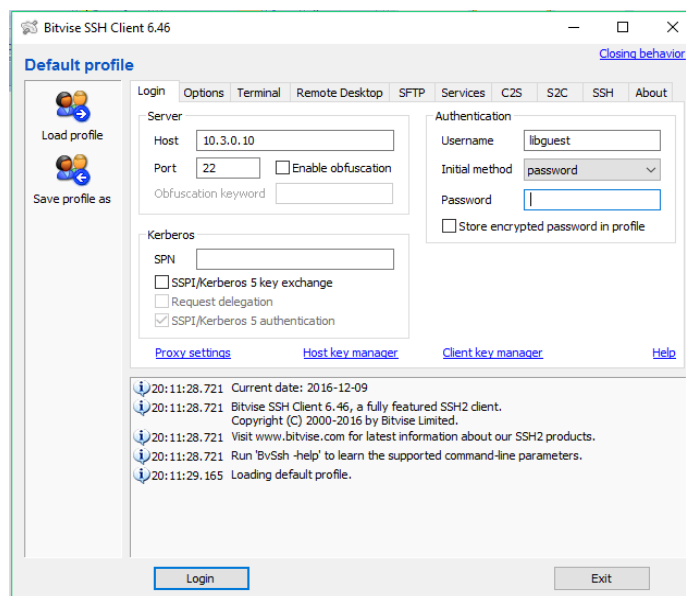 Bitvise SSH Client 6.46
Closing behavior
Default profile
Load profile
Save profile as
Login Options Terminal Remote Desktop SFTP Services C2S S2C SSH About
Server
Host 10.3.0.10
Port 22 Enable obfuscation
Obfuscation keyword
Authentication
Username libguest
Initial method password
Password
Store encrypted password in profile
Kerberos
SPN
SSPI/Kerberos 5 key exchange
Request delegation
SSPI/Kerberos 5 authentication
Proxy settings Host key manager Client key manager Help
20:11:28.721 Current date: 2016-12-09
20:11:28.721 Bitvise SSH Client 6.46, a fully featured SSH2 client.
Copyright (C) 2000-2016 by Bitvise Limited.
20:11:28.721 Visit www.bitvise.com for latest information about our SSH2 products.
20:11:28.721 Run 'BvSsh -help' to learn the supported command-line parameters.
20:11:29.165 Loading default profile.
Login Exit